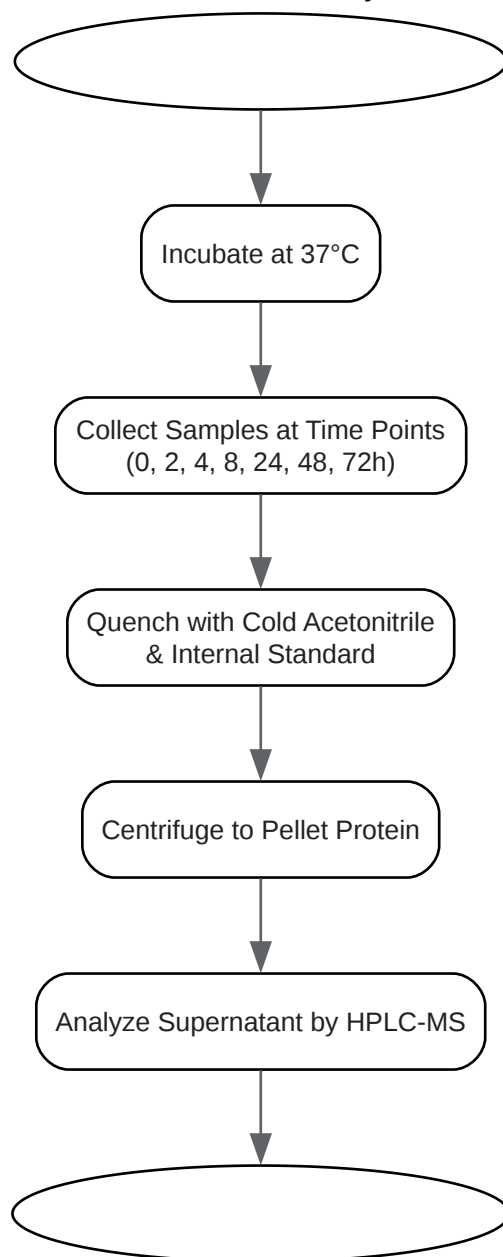 Incubate at 37°C
Collect Samples at Time Points
(0, 2, 4, 8, 24, 48, 72h)
Quench with Cold Acetonitrile
& Internal Standard
Centrifuge to Pellet Protein
Analyze Supernatant by HPLC-MS